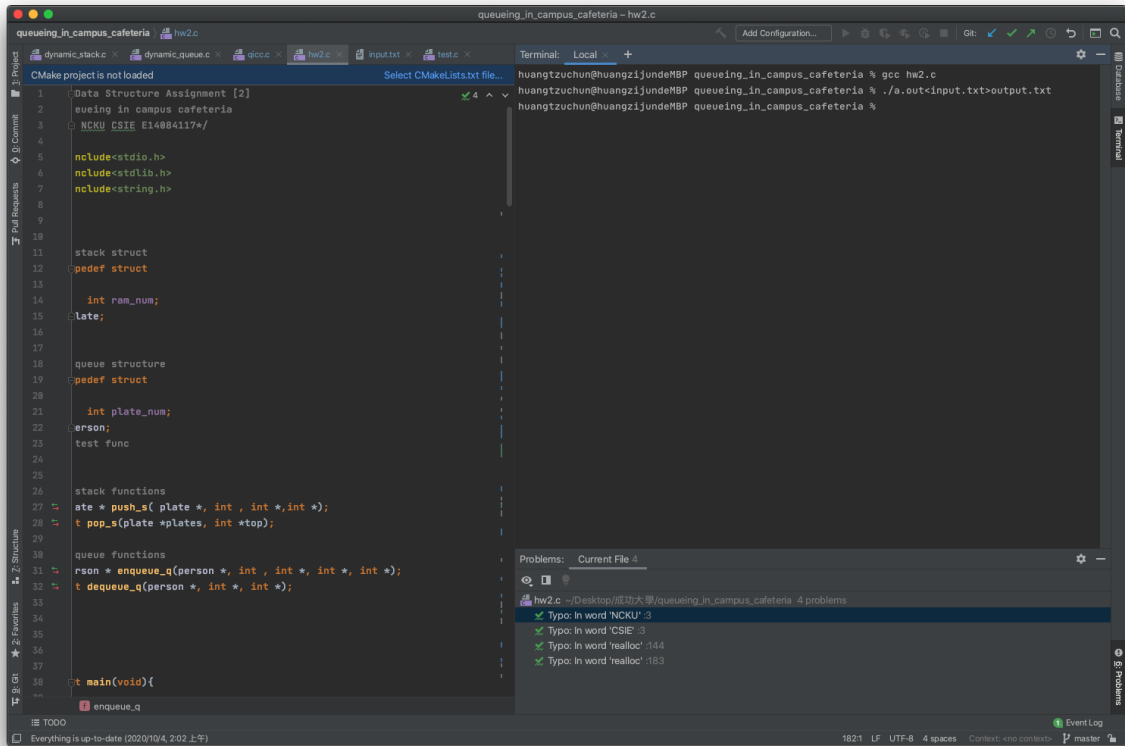 queueing_in_campus_cafeteria – hw2.c
queueing_in_campus_cafeteria hw2.c
Add Configuration...
Git:
dynamic_stack.c
dynamic_queue.c
qicc.c
hw2.c
input.txt
test.c
CMake project is not loaded
Select CMakeLists.txt file...
4
1 Data Structure Assignment [2]
2 eueing in campus cafeteria
3 NCKU CSIE E14084117*/
4
5 nclude<stdio.h>
6 nclude<stdlib.h>
7 nclude<string.h>
8
9
10
11 stack struct
12 pedef struct
13
14 int ram_num;
15 late;
16
17
18 queue structure
19 pedef struct
20
21 int plate_num;
22 erson;
23 test func
24
25
26 stack functions
27 ate * push_s( plate *, int , int *,int *);
28 t pop_s(plate *plates, int *top);
29
30 queue functions
31 rson * enqueue_q(person *, int , int *, int *, int *);
32 t dequeue_q(person *, int *, int *);
33
34
35
36
37
38 t main(void){
f enqueue_q
Terminal: Local × +
huangtzuchun@huangzijundeMBP queueing_in_campus_cafeteria % gcc hw2.c
huangtzuchun@huangzijundeMBP queueing_in_campus_cafeteria % ./a.out<input.txt>output.txt
huangtzuchun@huangzijundeMBP queueing_in_campus_cafeteria %
Problems: Current File 4
hw2.c ~/Desktop/成功大學/queueing_in_campus_cafeteria 4 problems
Typo: In word 'NCKU' :3
Typo: In word 'CSIE' :3
Typo: In word 'realloc' :144
Typo: In word 'realloc' :183
1: Project
0: Commit
Pull Requests
7: Structure
2: Favorites
9: Git
Database
Terminal
6: Problems
TODO
1 Event Log
Everything is up-to-date (2020/10/4, 2:02 上午)
182:1 LF UTF-8 4 spaces Context: <no context> master